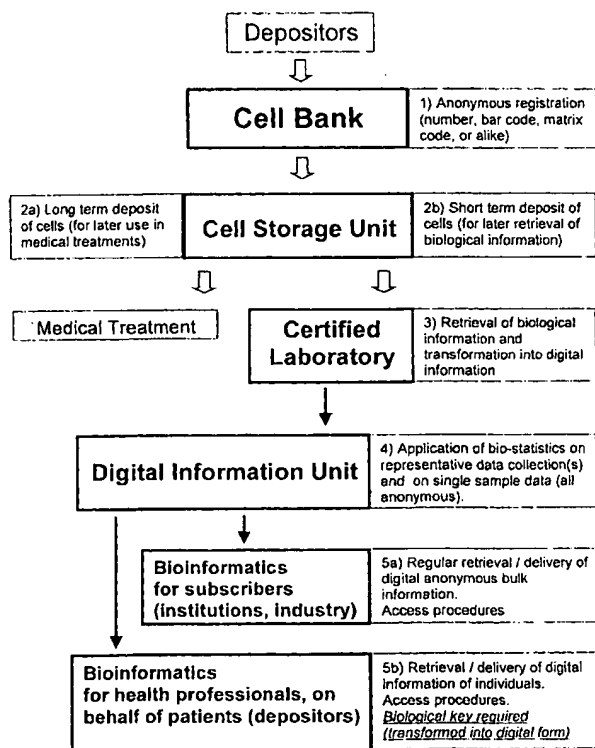 Depositors
Cell Bank
1) Anonymous registration
(number, bar code, matrix
code, or alike)
2a) Long term deposit
of cells (for later use in
medical treatments)
Cell Storage Unit
2b) Short term deposit of
cells (for later retrieval of
biological information)
Medical Treatment
Certified
Laboratory
3) Retrieval of biological
information and
transformation into digital
information
Digital Information Unit
4) Application of bio-statistics on
representative data collection(s)
and on single sample data (all
anonymous).
Bioinformatics
for subscribers
(institutions, industry)
5a) Regular retrieval / delivery of
digital anonymous bulk
information.
Access procedures
Bioinformatics
for health professionals, on
behalf of patients (depositors)
5b) Retrieval / delivery of digital
information of individuals.
Access procedures.
Biological key required
(transformed into digital form)